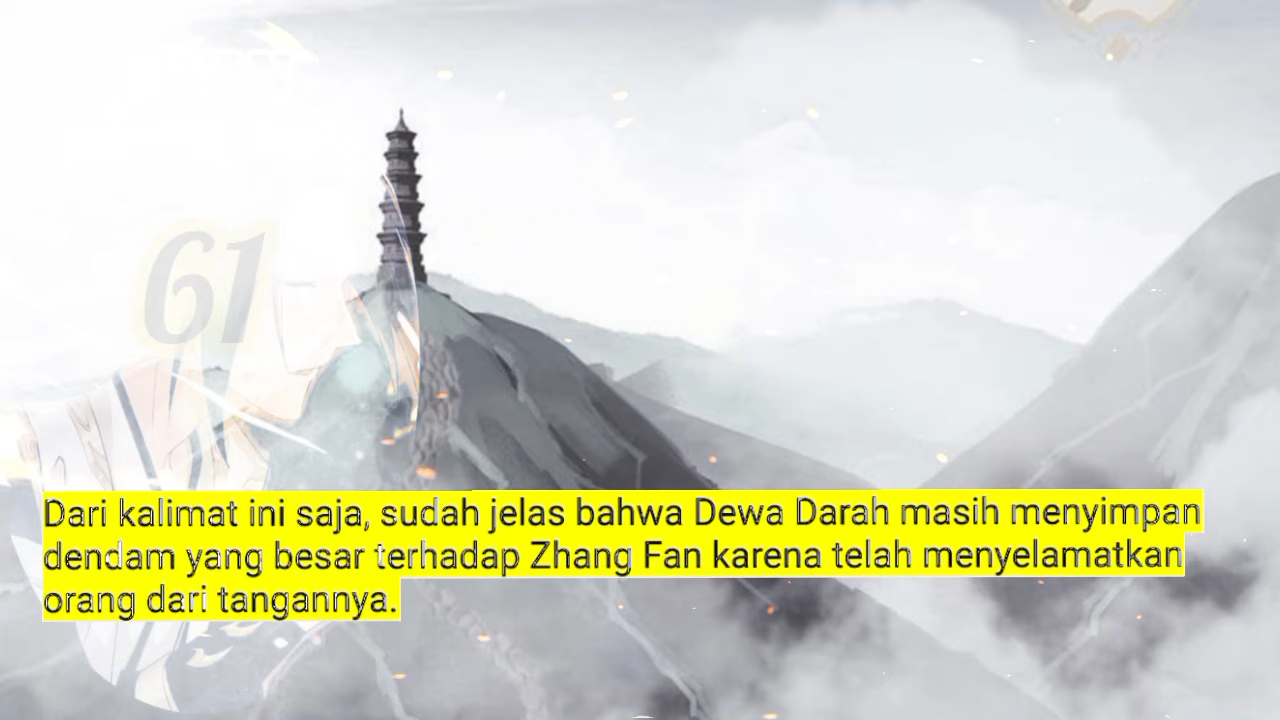 61
Dari kalimat ini saja, sudah jelas bahwa Dewa Darah masih menyimpan
dendam yang besar terhadap Zhang Fan karena telah menyelamatkan
orang dari tangannya.